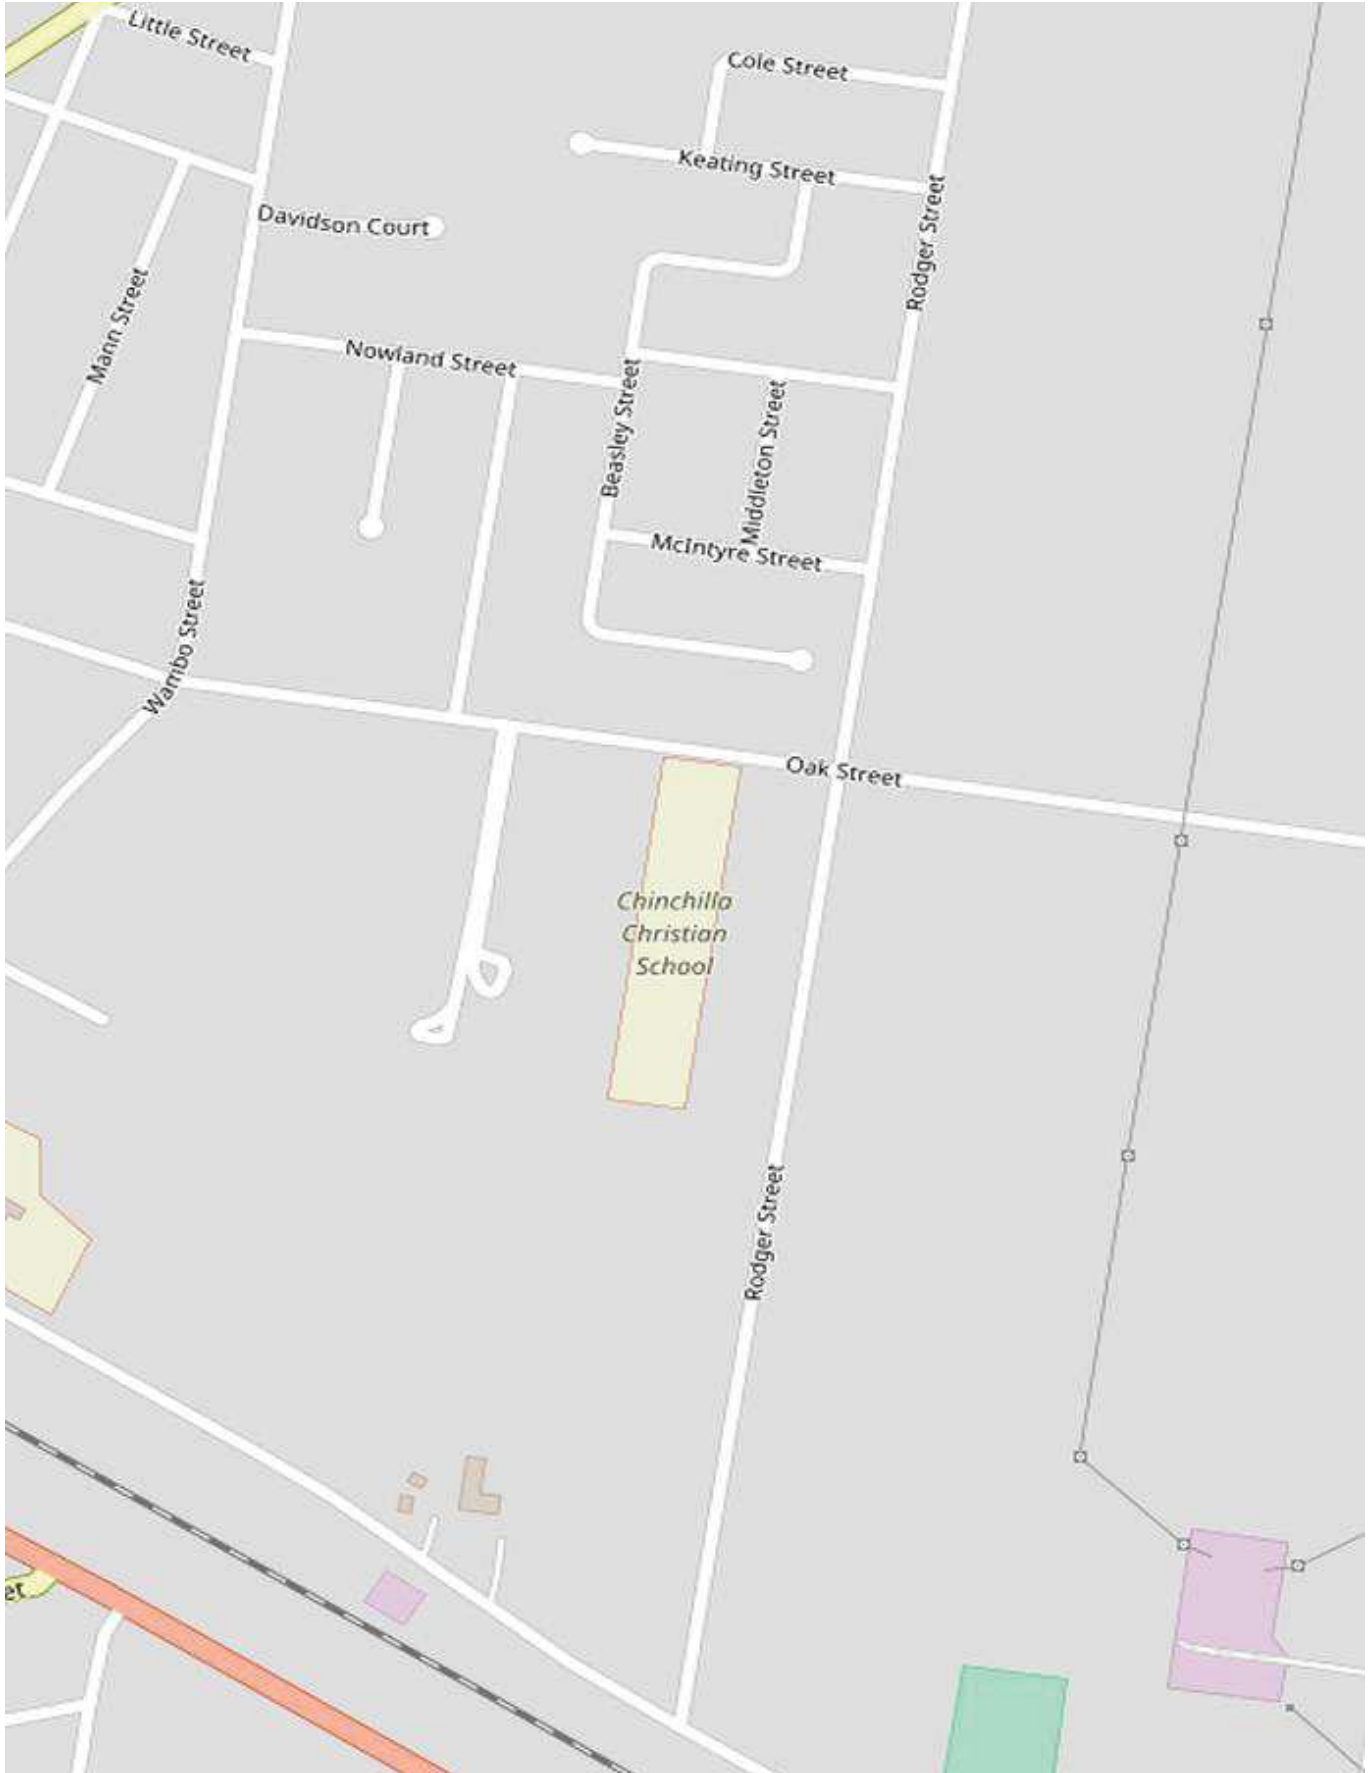 Little Street
Cole Street
Keating Street
Davidson Court
Rodger Street
Mann Street
Nowland Street
Beasley Street
Middleton Street
McIntyre Street
Wambo Street
Oak Street
Chinchilla
Christian
School
Rodger Street
et